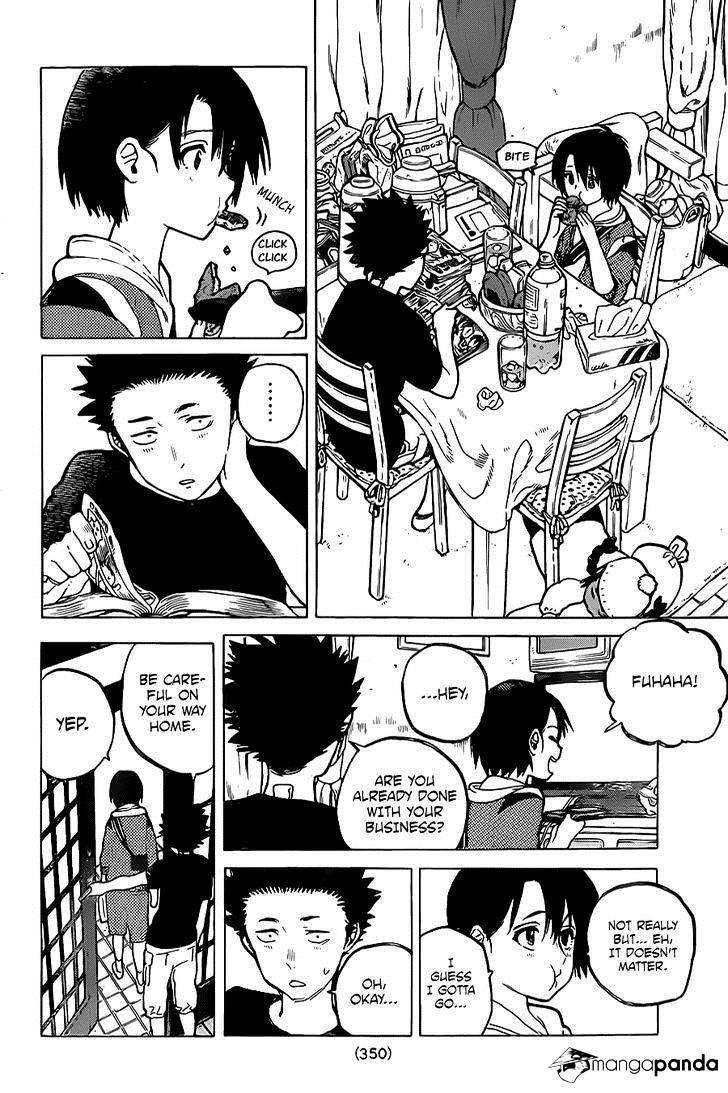 BITE
MUNCH
CLICK
CLICK
......
FUHAHA!
...HEY,
ARE YOU
ALREADY DONE
WITH YOUR
BUSINESS?
NOT REALLY
BUT... EH,
IT DOESN'T
MATTER.
I
GUESS
I GOTTA
GO...
OH,
OKAY...
BE CARE-
FUL ON
YOUR WAY
HOME.
YEP.
(350)
mangapanda